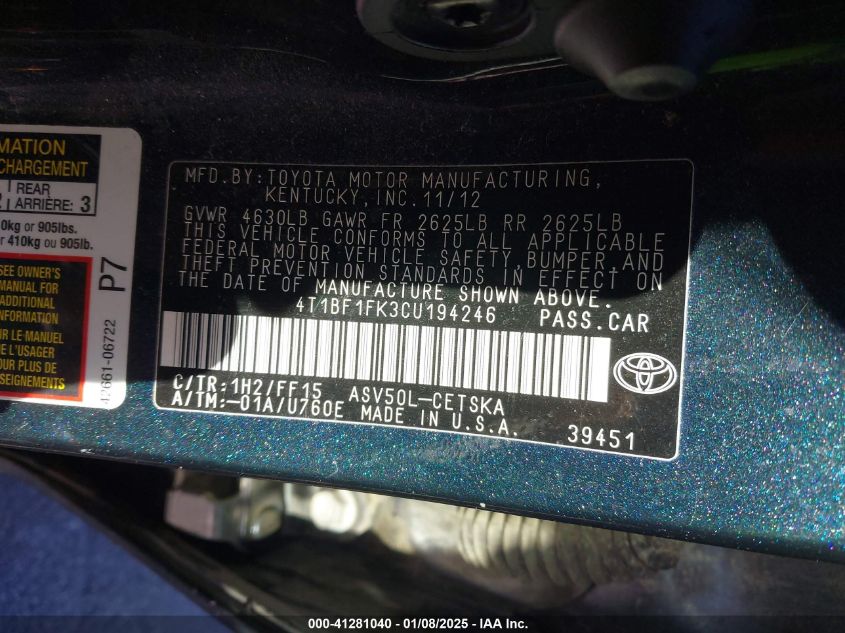 MATION
CHARGEMENT
REAR
ARRIÈRE: 3
0kg or 905lbs.
r 410kg ou 905lb.
SEE OWNER'S
MANUAL FOR
ADDITIONAL
INFORMATION
LE MANUEL
L'USAGER
POUR PLUS DE
P7
42661-06722
MFD.BY:TOYOTA MOTOR MANUFACTURING,
KENTUCKY, INC. 11/12
GVWR 4630LB GAWR FR 2625LB RR 2625LB
THIS VEHICLE CONFORMS TO ALL APPLICABLE
FEDERAL MOTOR VEHICLE SAFETY, BUMPER, AND
THEFT PREVENTION STANDARDS IN EFFECT ON
THE DATE OF MANUFACTURE SHOWN ABOVE.
4T1BF1FK3CU194246 PASS.CAR
C/TR:1H2/FF15 ASV50L-CETSKA
A/TM:-01A/U760E MADE IN U.S.A. 39451
000-41281040 - 01/08/2025 - IAA Inc.